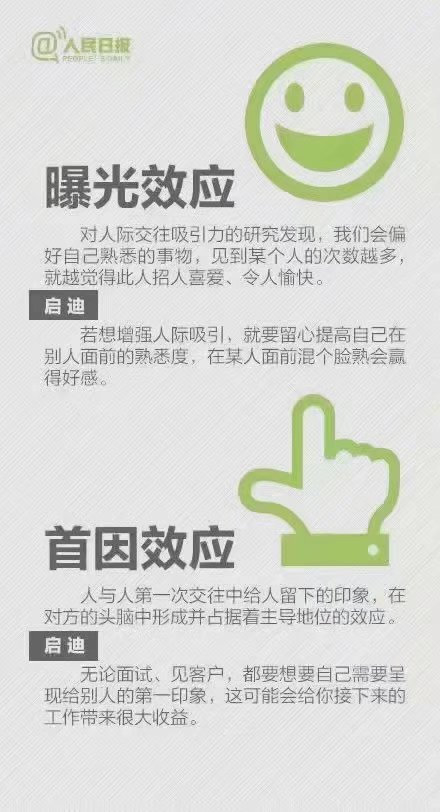 @人民日报
PEOPLE'S DAILY
曝光效应
对人际交往吸引力的研究发现，我们会偏
好自己熟悉的事物，见到某个人的次数越多，
就越觉得此人招人喜爱、令人愉快。
启迪
若想增强人际吸引，就要留心提高自己在
别人面前的熟悉度，在某人面前混个脸熟会赢
得好感。
首因效应
人与人第一次交往中给人留下的印象，在
对方的头脑中形成并占据着主导地位的效应。
启迪
无论面试、见客户，都要想要自己需要呈
现给别人的第一印象，这可能会给你接下来的
工作带来很大收益。